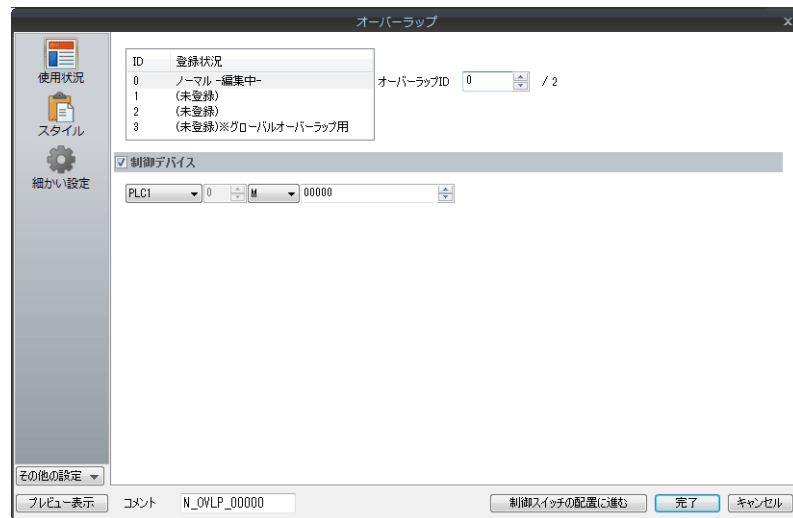 オーバーラップ
x
使用状況
スタイル
細かい設定
ID 登録状況
0 ノーマル -編集中-
1 (未登録)
2 (未登録)
3 (未登録)※グローバルオーバーラップ用
オーバーラップID 0 / 2
制御デバイス
PLC1 0 M 00000
その他の設定
プレビュー表示 コメント N_OVLP_00000 制御スイッチの配置に進む 完了 キャンセル